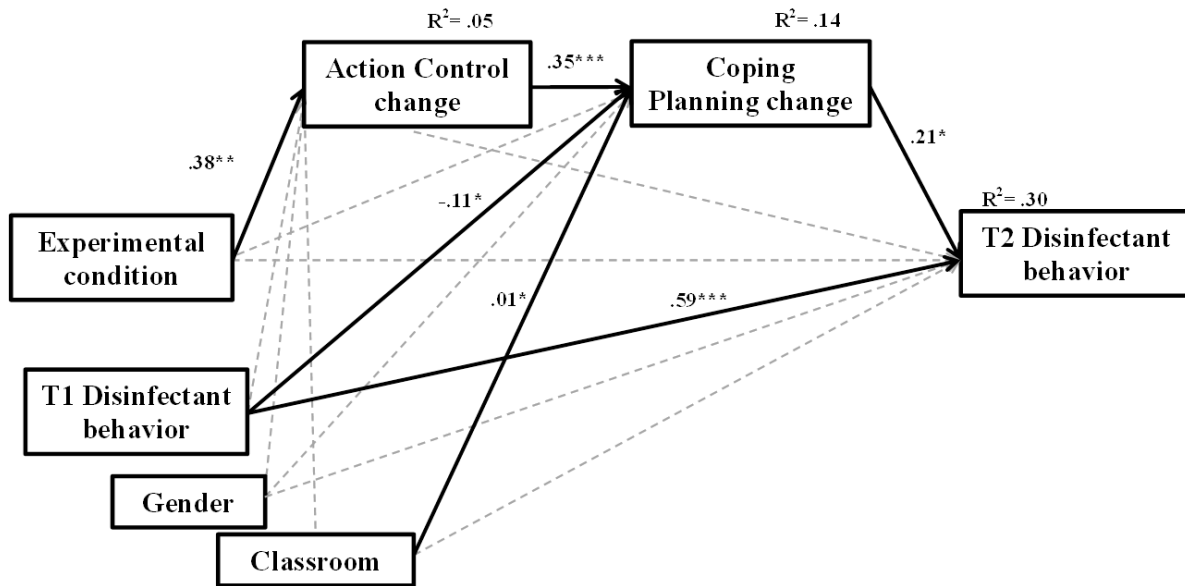 R²= .05
R²= .14
Action Control
change
.35***
Coping
Planning change
.38**
.21*
-.11*
R²= .30
Experimental
condition
T2 Disinfectant
behavior
.01*
.59***
T1 Disinfectant
behavior
Gender
Classroom